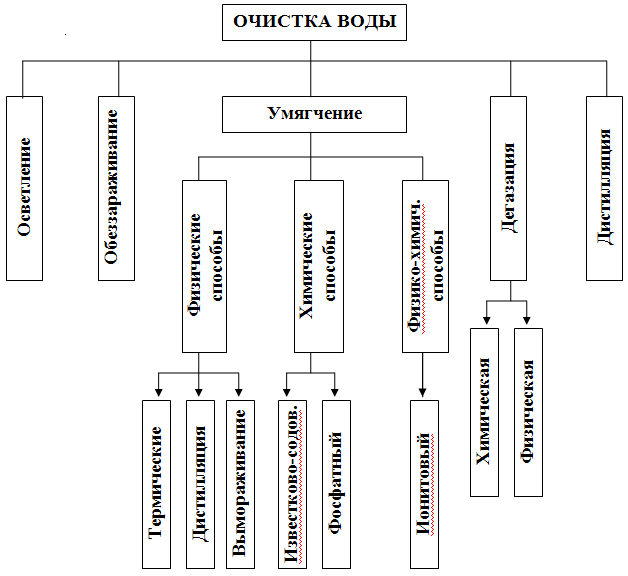 ОЧИСТКА ВОДЫ
Осветление
Обеззараживание
Умягчение
Дегазация
Дистилляция
Физические
способы
Химические
способы
Физико-химич.
способы
Химическая
Физическая
Термические
Дистилляция
Вымораживание
Известково-содов.
Фосфатный
Ионитовый